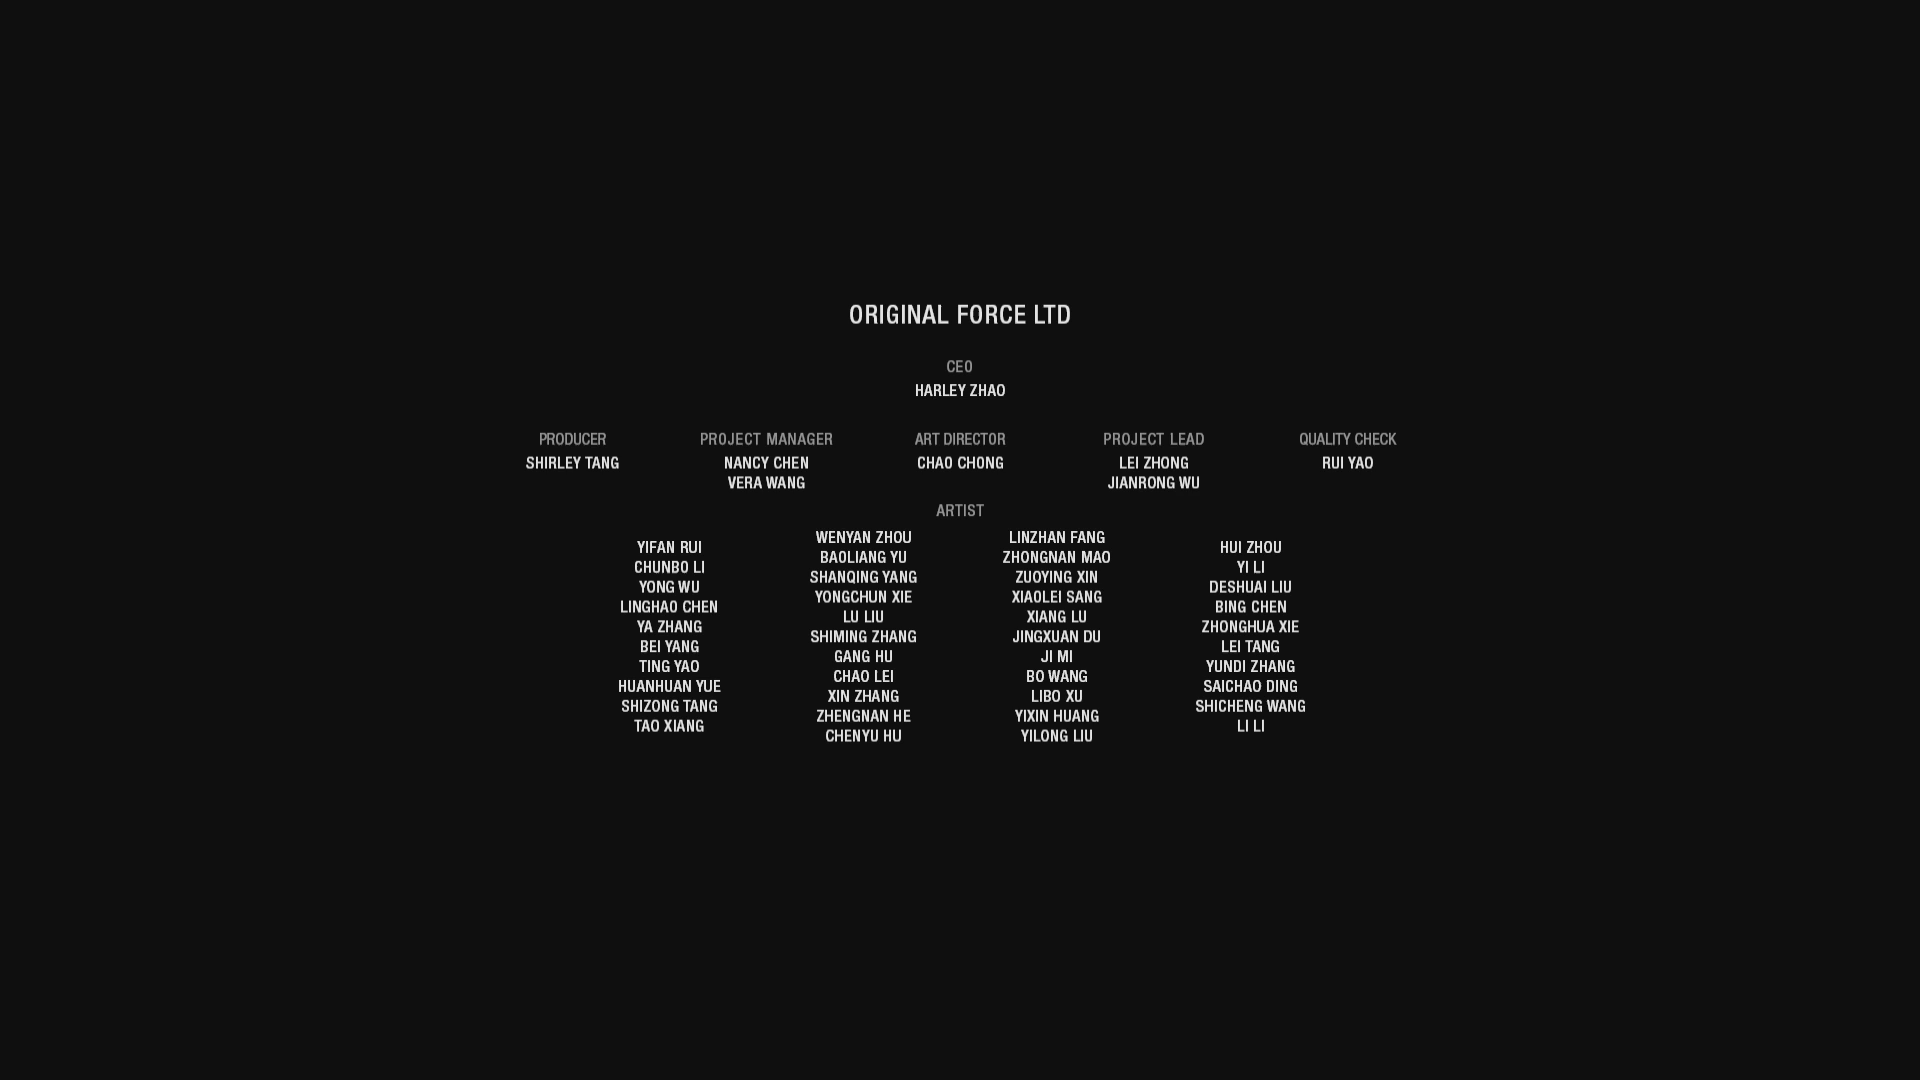 ORIGINAL FORCE LTD
CEO
HARLEY ZHAO
PRODUCER
SHIRLEY TANG
PROJECT MANAGER
NANCY CHEN
VERA WANG
ART DIRECTOR
CHAO CHONG
PROJECT LEAD
LEI ZHONG
JIANRONG WU
QUALITY CHECK
RUI YAO
ARTIST
YIFAN RUI
CHUNBO LI
YONG WU
LINGHAO CHEN
YA ZHANG
BEI YANG
TING YAO
HUANHUAN YUE
SHIZONG TANG
TAO XIANG
WENYAN ZHOU
BAOLIANG YU
SHANQING YANG
YONGCHUN XIE
LU LIU
SHIMING ZHANG
GANG HU
CHAO LEI
XIN ZHANG
ZHENGNAN HE
CHENYU HU
LINZHAN FANG
ZHONGNAN MAO
ZUOYING XIN
XIAOLEI SANG
XIANG LU
JINGXUAN DU
JI MI
BO WANG
LIBO XU
YIXIN HUANG
YILONG LIU
HUI ZHOU
YI LI
DESHUAI LIU
BING CHEN
ZHONGHUA XIE
LEI TANG
YUNDI ZHANG
SAICHAO DING
SHICHENG WANG
LI LI